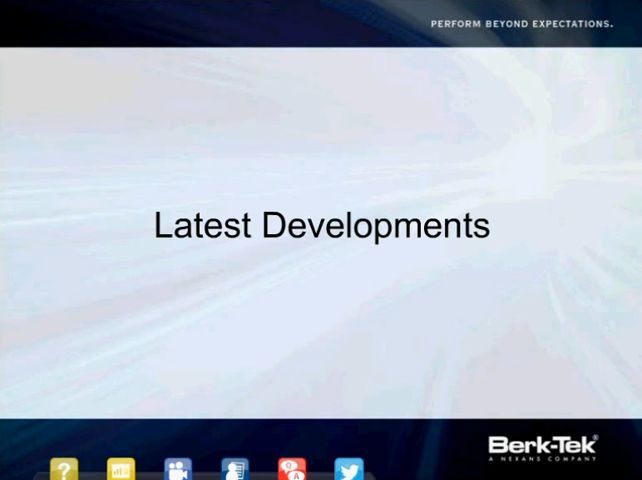 PERFORM BEYOND EXPECTATIONS.
Latest Developments
Berk-Tek®
A NEXANS COMPANY
?
Q
A